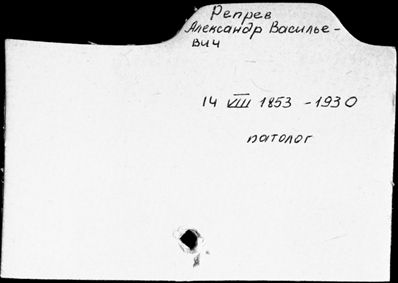 Репрев
Александр Василье-
вич
14 VIII 1853 - 1930
патолог